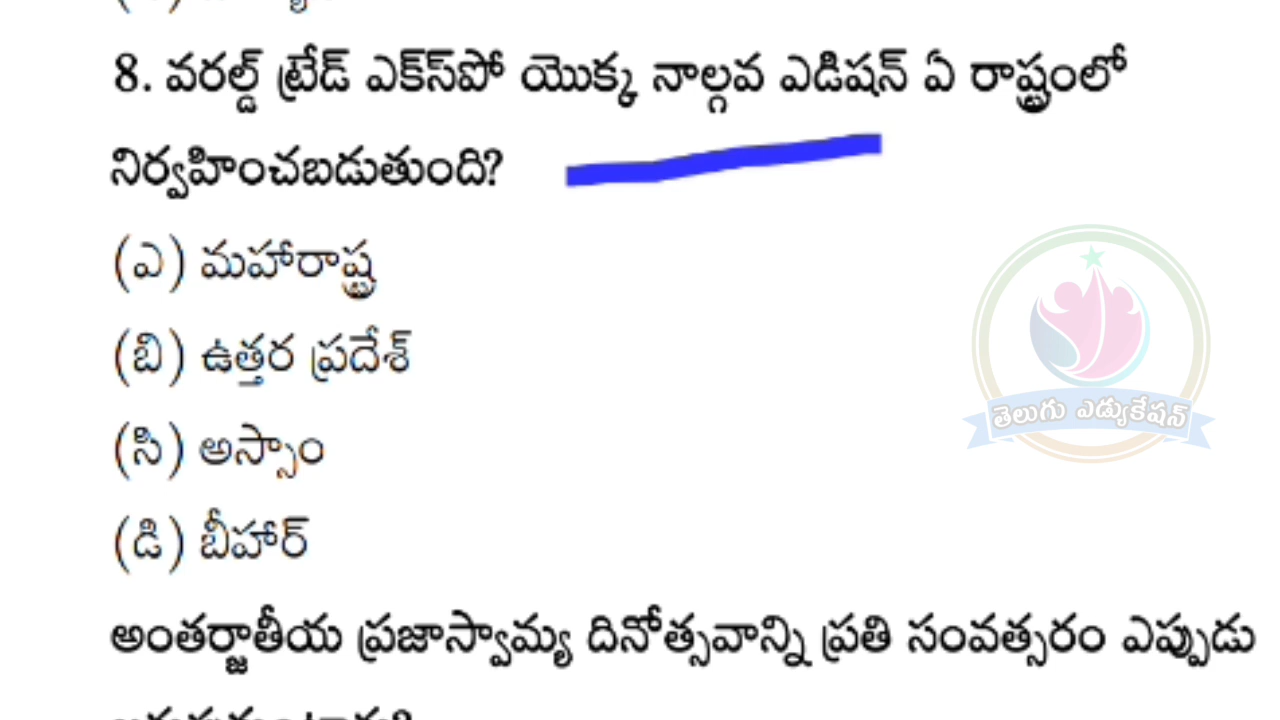 8. వరల్డ్ ట్రేడ్ ఎక్‌స్‌పో యొక్క నాల్గవ ఎడిషన్ ఏ రాష్ట్రంలో
నిర్వహించబడుతుంది?
(ఎ) మహారాష్ట్ర
(బి) ఉత్తర ప్రదేశ్
(సి) అస్సాం
(డి) బీహార్
తెలుగు ఎడ్యుకేషన్
అంతర్జాతీయ ప్రజాస్వామ్య దినోత్సవాన్ని ప్రతి సంవత్సరం ఎప్పుడు